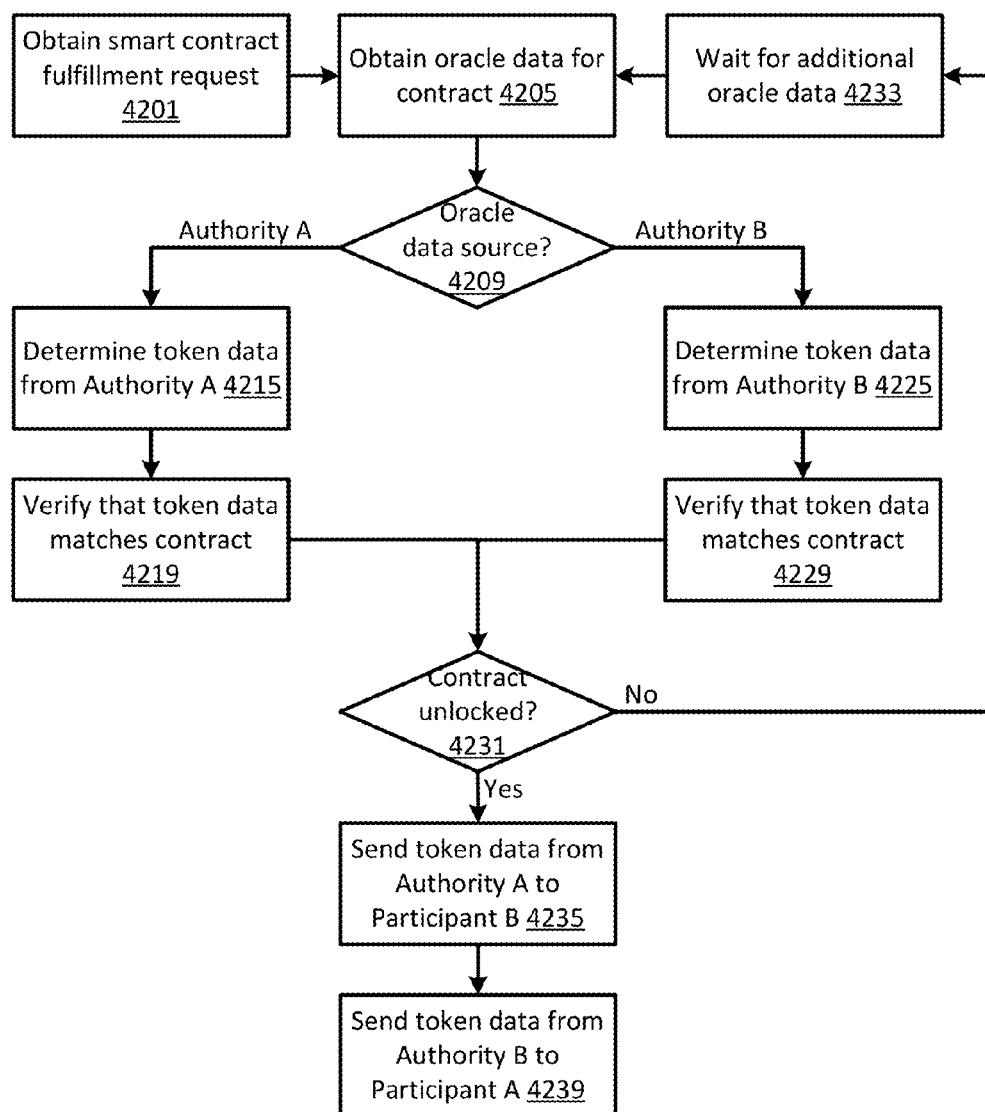 Obtain smart contract
fulfillment request
4201
Obtain oracle data for
contract 4205
Wait for additional
oracle data 4233
Oracle
data source?
4209
Authority A
Authority B
Determine token data
from Authority A 4215
Determine token data
from Authority B 4225
Verify that token data
matches contract
4219
Verify that token data
matches contract
4229
Contract
unlocked?
4231
No
Yes
Send token data from
Authority A to
Participant B 4235
Send token data from
Authority B to
Participant A 4239